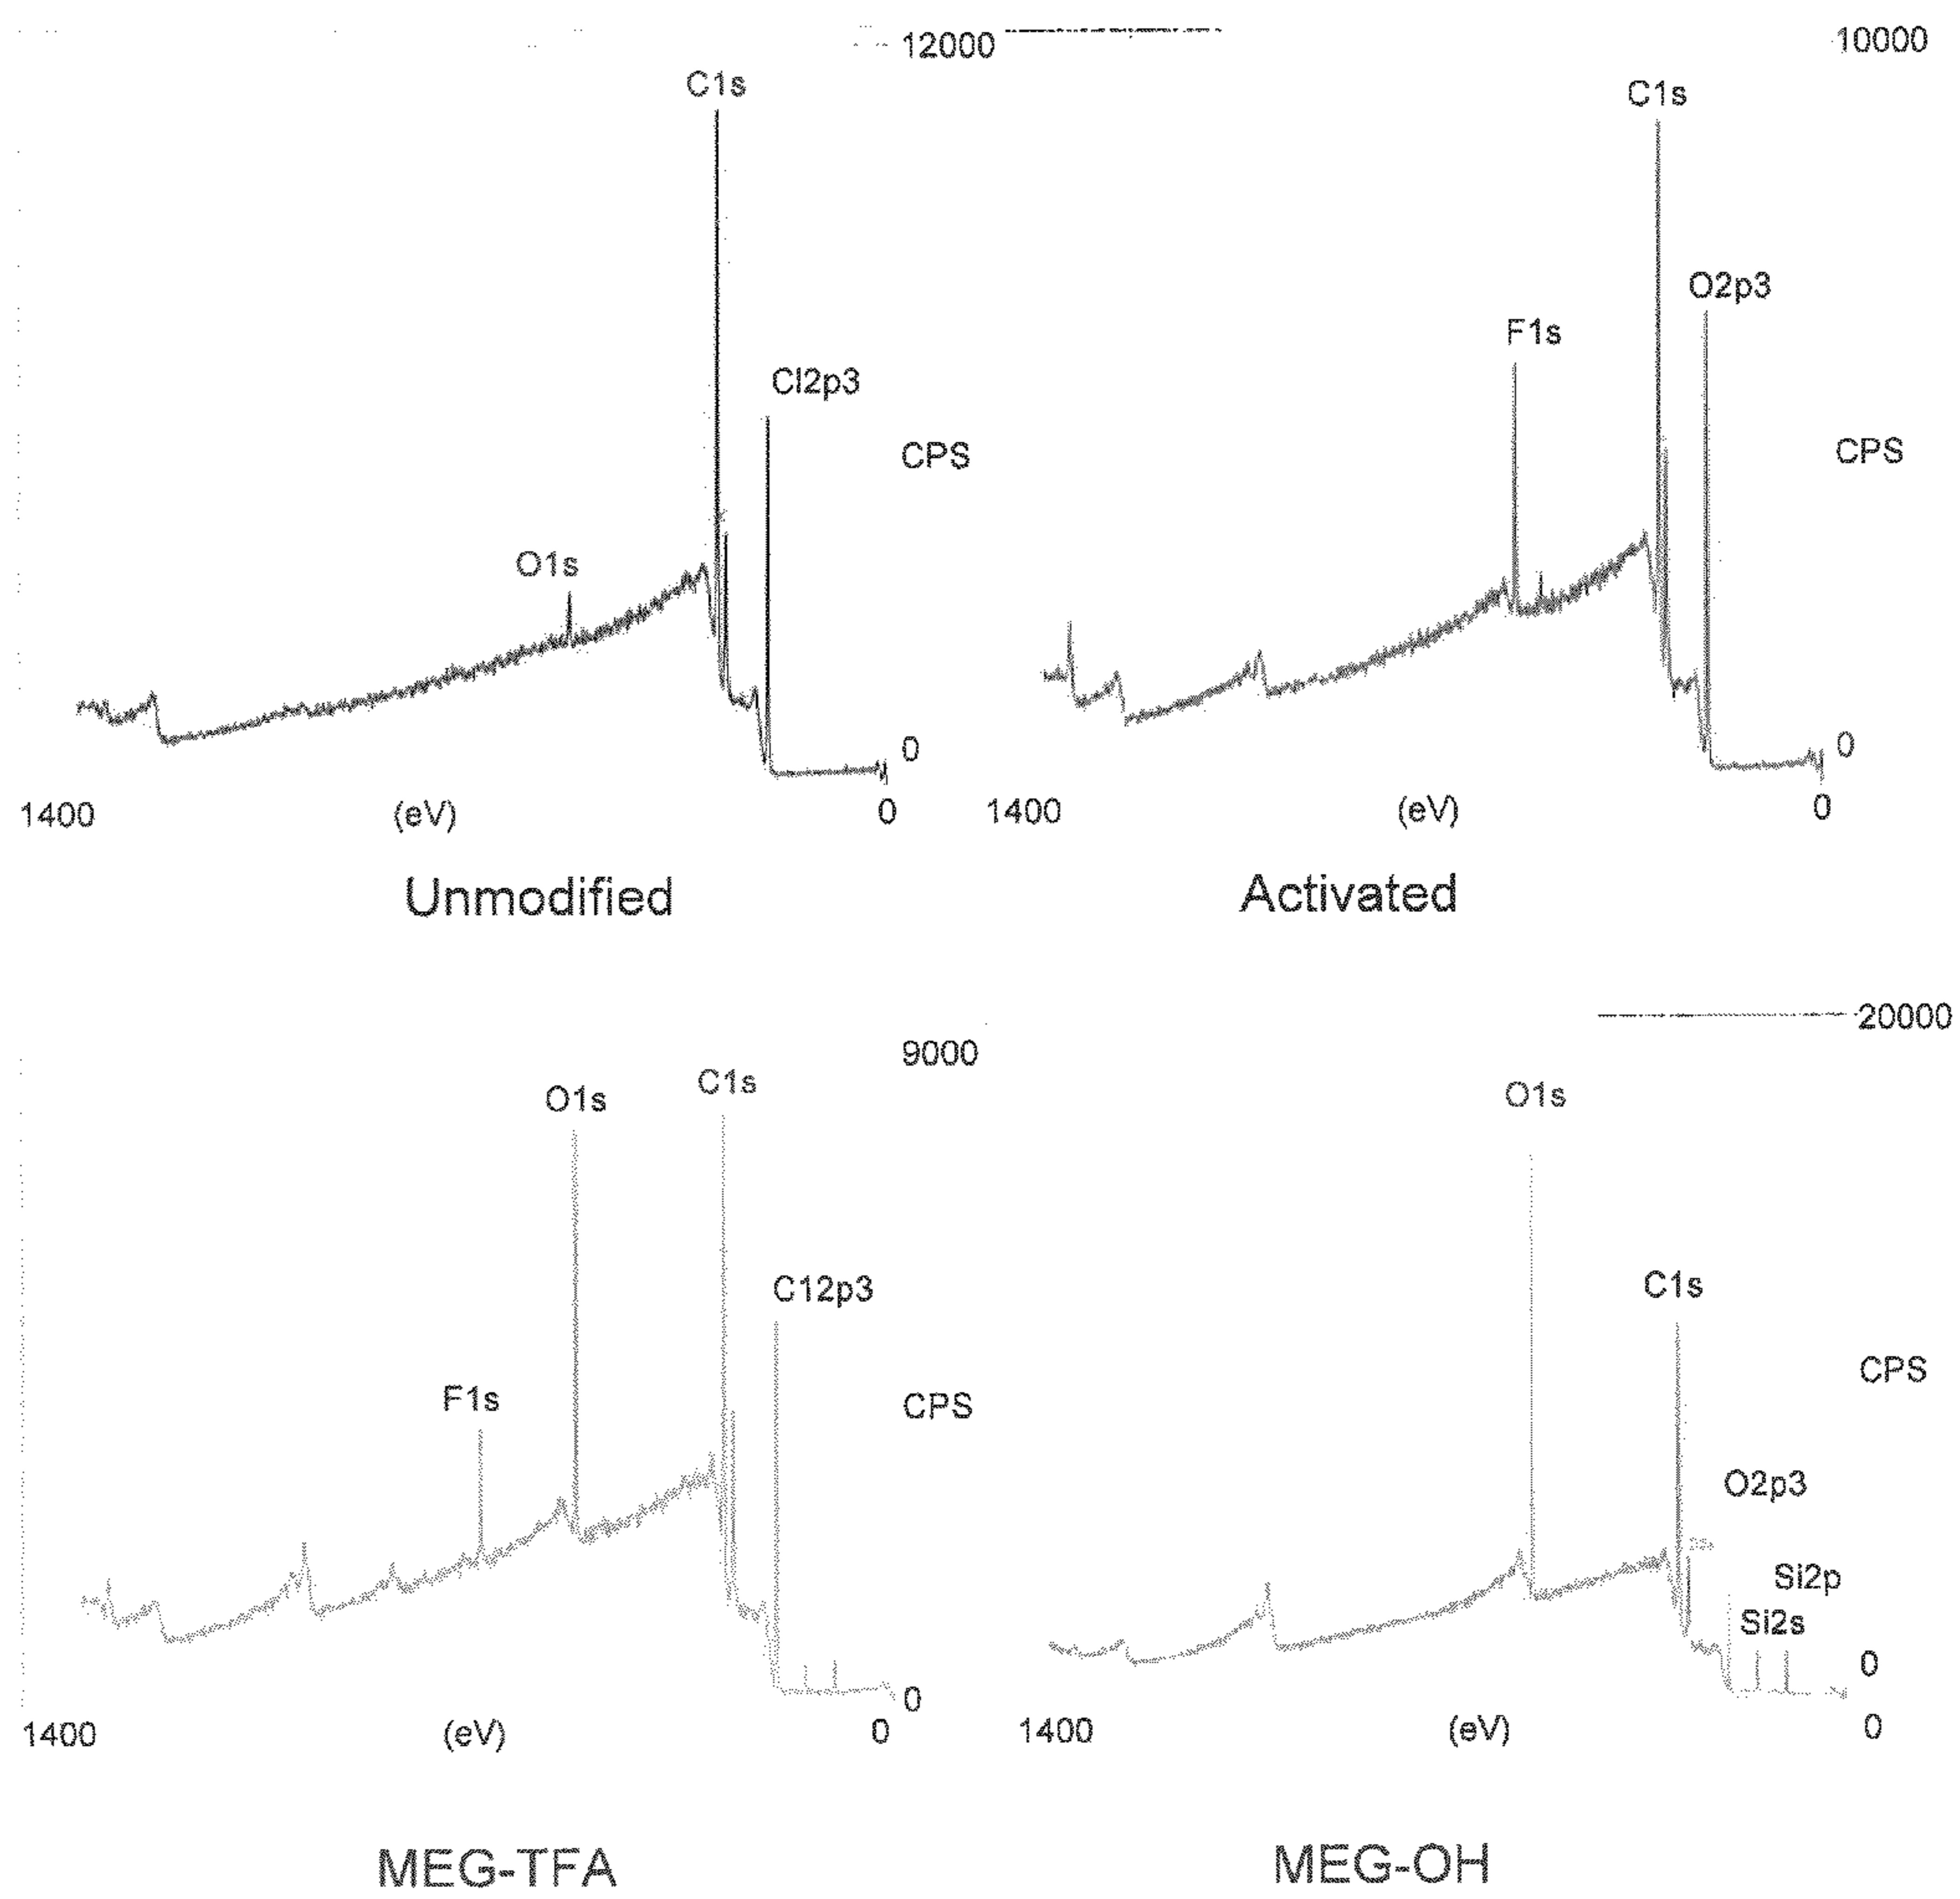 12000
C1s
Cl2p3
CPS
O1s
0
1400
(eV)
0
Unmodified
10000
C1s
O2p3
F1s
CPS
0
1400
(eV)
0
Activated
9000
C1s
O1s
C12p3
F1s
CPS
0
1400
(eV)
0
MEG-TFA
20000
O1s
C1s
CPS
O2p3
Si2p
Si2s
0
1400
(eV)
0
MEG-OH